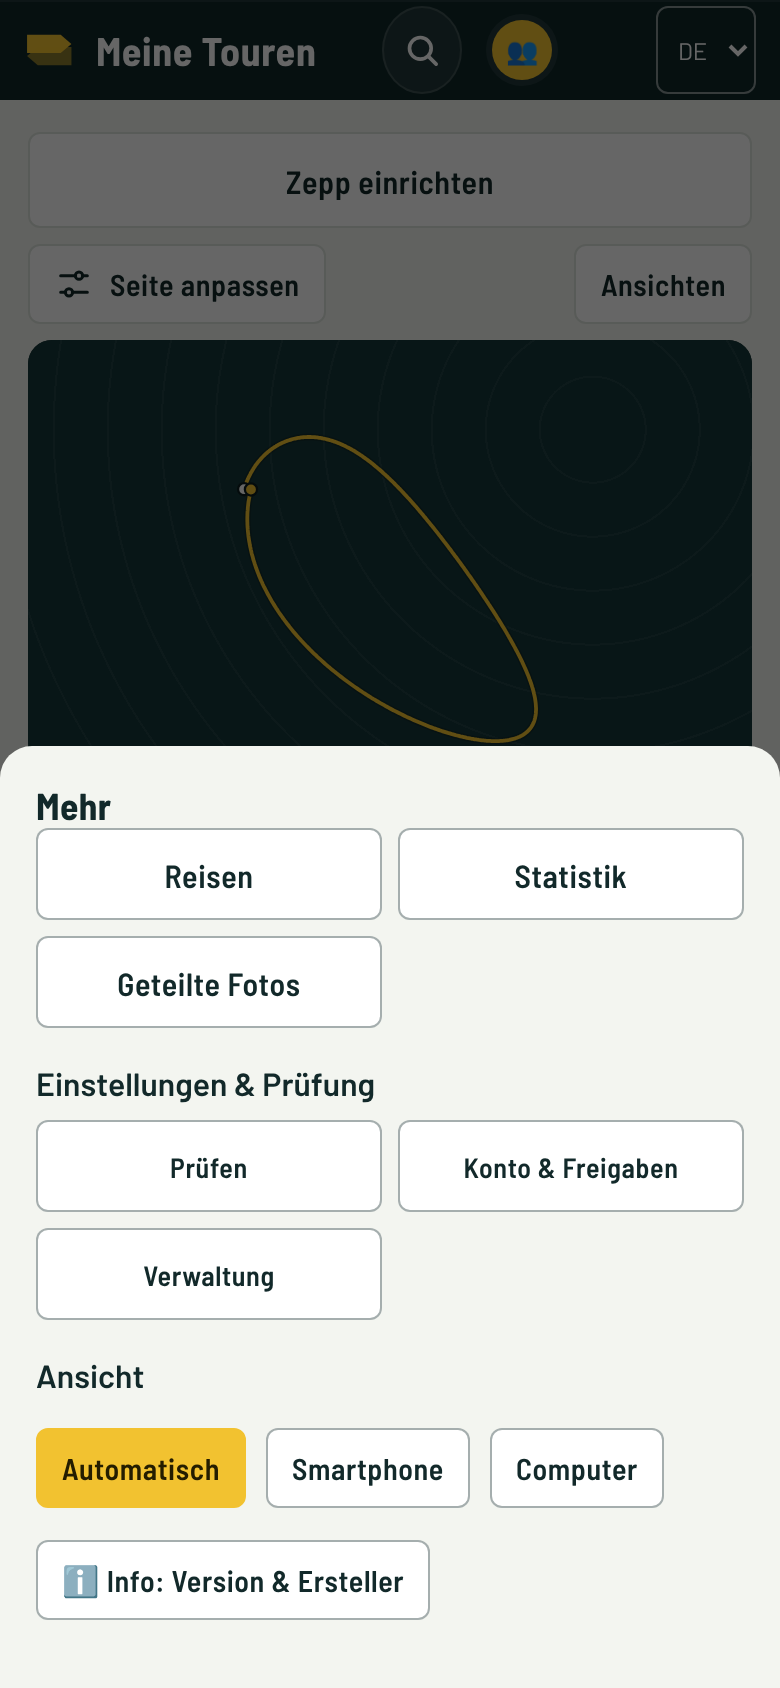 Meine Touren
DE
Zepp einrichten
Seite anpassen
Ansichten
Mehr
Reisen
Statistik
Geteilte Fotos
Einstellungen & Prüfung
Prüfen
Konto & Freigaben
Verwaltung
Ansicht
Automatisch
Smartphone
Computer
ℹ️ Info: Version & Ersteller